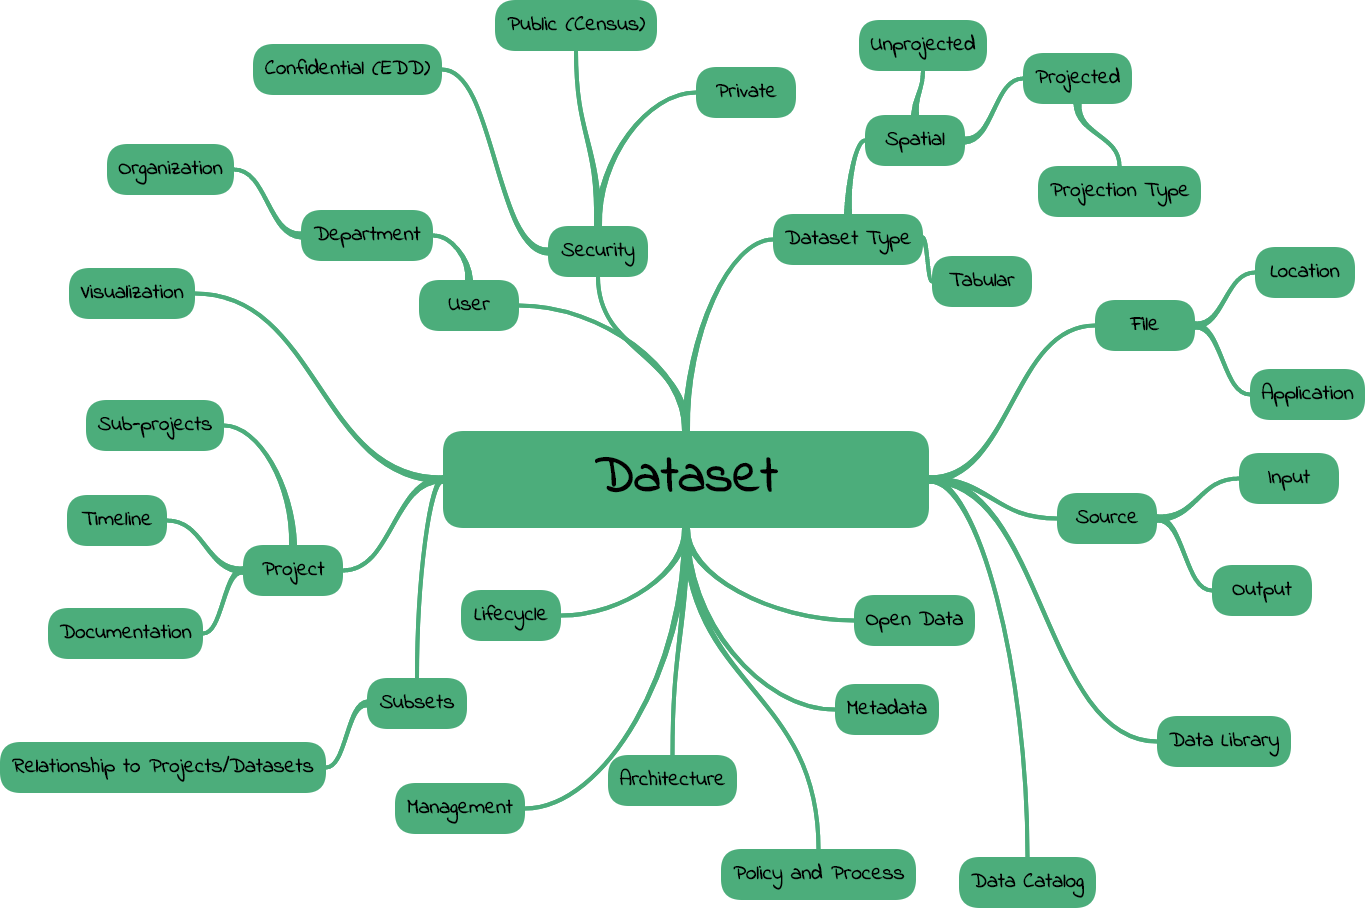 Public (Census)
Confidential (EDD)
Private
Unprojected
Projected
Spatial
Projection Type
Organization
Department
Security
Dataset Type
Tabular
Location
Visualization
User
File
Application
Sub-projects
Dataset
Input
Timeline
Source
Project
Output
Documentation
Lifecycle
Open Data
Subsets
Metadata
Data Library
Relationship to Projects/Datasets
Architecture
Management
Policy and Process
Data Catalog